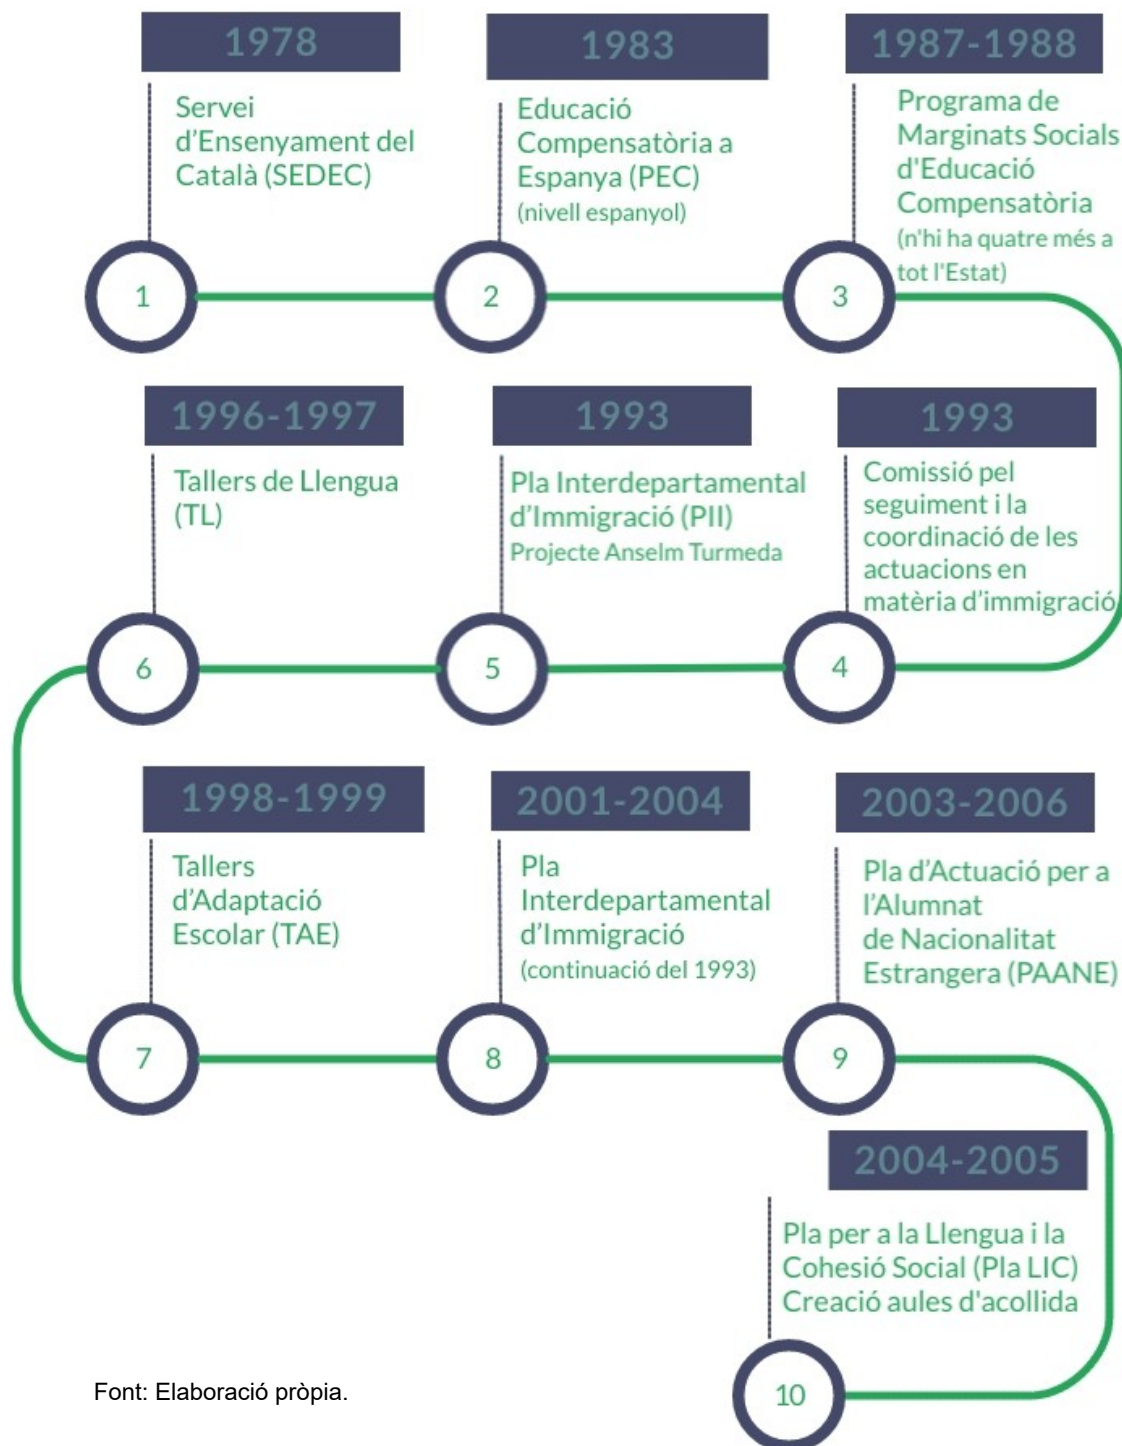 1978
Servei
d'Ensenyament del
Català (SEDEC)
1
1983
Educació
Compensatòria a
Espanya (PEC)
(nivell espanyol)
2
1987-1988
Programa de
Marginats Socials
d'Educació
Compensatòria
(n'hi ha quatre més a
tot l'Estat)
3
1993
Comissió pel
seguiment i la
coordinació de les
actuacions en
matèria d'immigració
4
1993
Pla Interdepartamental
d'Immigració (PII)
Projecte Anselm Turmeda
5
1996-1997
Tallers de Llengua
(TL)
6
1998-1999
Tallers
d'Adaptació
Escolar (TAE)
7
2001-2004
Pla
Interdepartamental
d'Immigració
(continuació del 1993)
8
2003-2006
Pla d'Actuació per a
l'Alumnat
de Nacionalitat
Estrangera (PAANE)
9
2004-2005
Pla per a la Llengua i la
Cohesió Social (Pla LIC)
Creació aules d'acollida
10
Font: Elaboració pròpia.